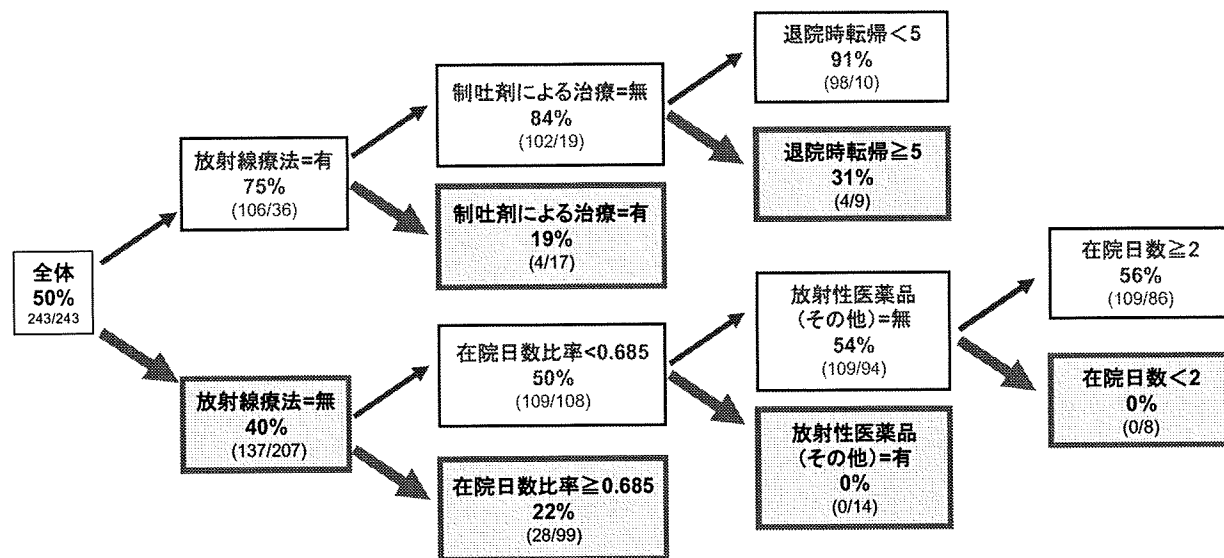 全体
50%
243/243
放射線療法=有
75%
(106/36)
放射線療法=無
40%
(137/207)
制吐剤による治療=無
84%
(102/19)
制吐剤による治療=有
19%
(4/17)
在院日数比率<0.685
50%
(109/108)
在院日数比率≧0.685
22%
(28/99)
退院時転帰<5
91%
(98/10)
退院時転帰≧5
31%
(4/9)
放射性医薬品
(その他)=無
54%
(109/94)
放射性医薬品
(その他)=有
0%
(0/14)
在院日数≧2
56%
(109/86)
在院日数<2
0%
(0/8)